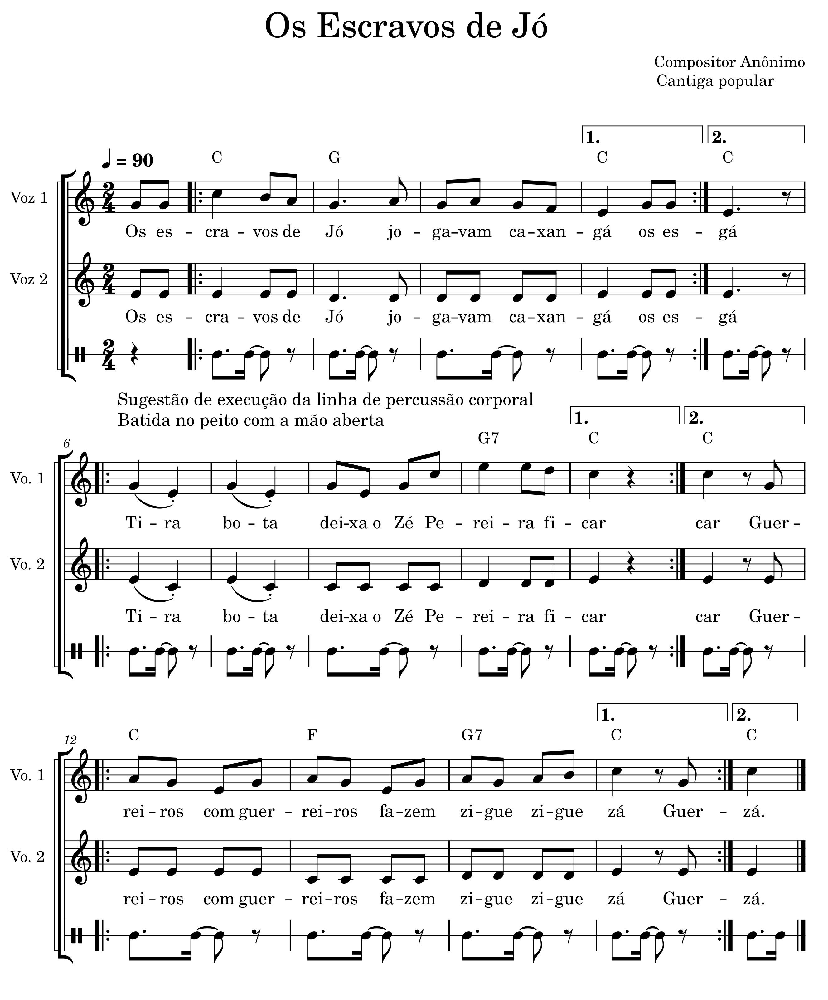 Os Escravos de Jó
Compositor Anônimo
Cantiga popular
1. 2.
♩ = 90 C G C C
Voz 1
Os es - cra - vos de Jó jo - ga - vam ca - xan - gá os es - gá
Voz 2
Os es - cra - vos de Jó jo - ga - vam ca - xan - gá os es - gá
Sugestão de execução da linha de percussão corporal
Batida no peito com a mão aberta
1. 2.
6 G7 C C
Vo. 1
Ti - ra bo - ta dei - xa o Zé Pe - rei - ra fi - car car Guer -
Vo. 2
Ti - ra bo - ta dei - xa o Zé Pe - rei - ra fi - car car Guer -
1. 2.
12 C F G7 C C
Vo. 1
rei - ros com guer - rei - ros fa - zem zi - gue zi - gue zá Guer - zá.
Vo. 2
rei - ros com guer - rei - ros fa - zem zi - gue zi - gue zá Guer - zá.